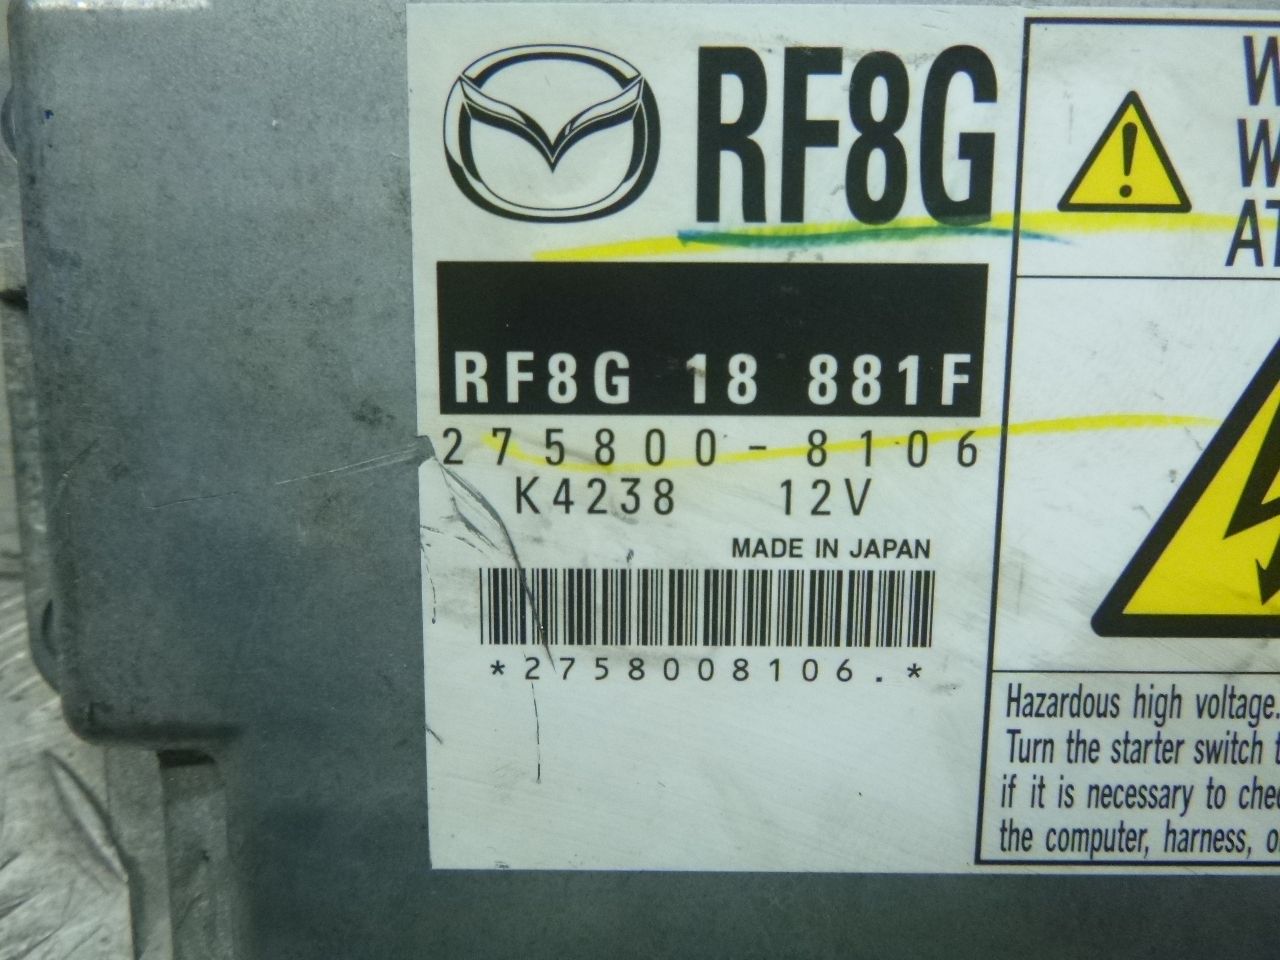 RF8G
RF8G 18 881F
275800-8106
K4238 12V
MADE IN JAPAN
*2758008106.*
Hazardous high voltage.
Turn the starter switch
if it is necessary to
the computer, harness,